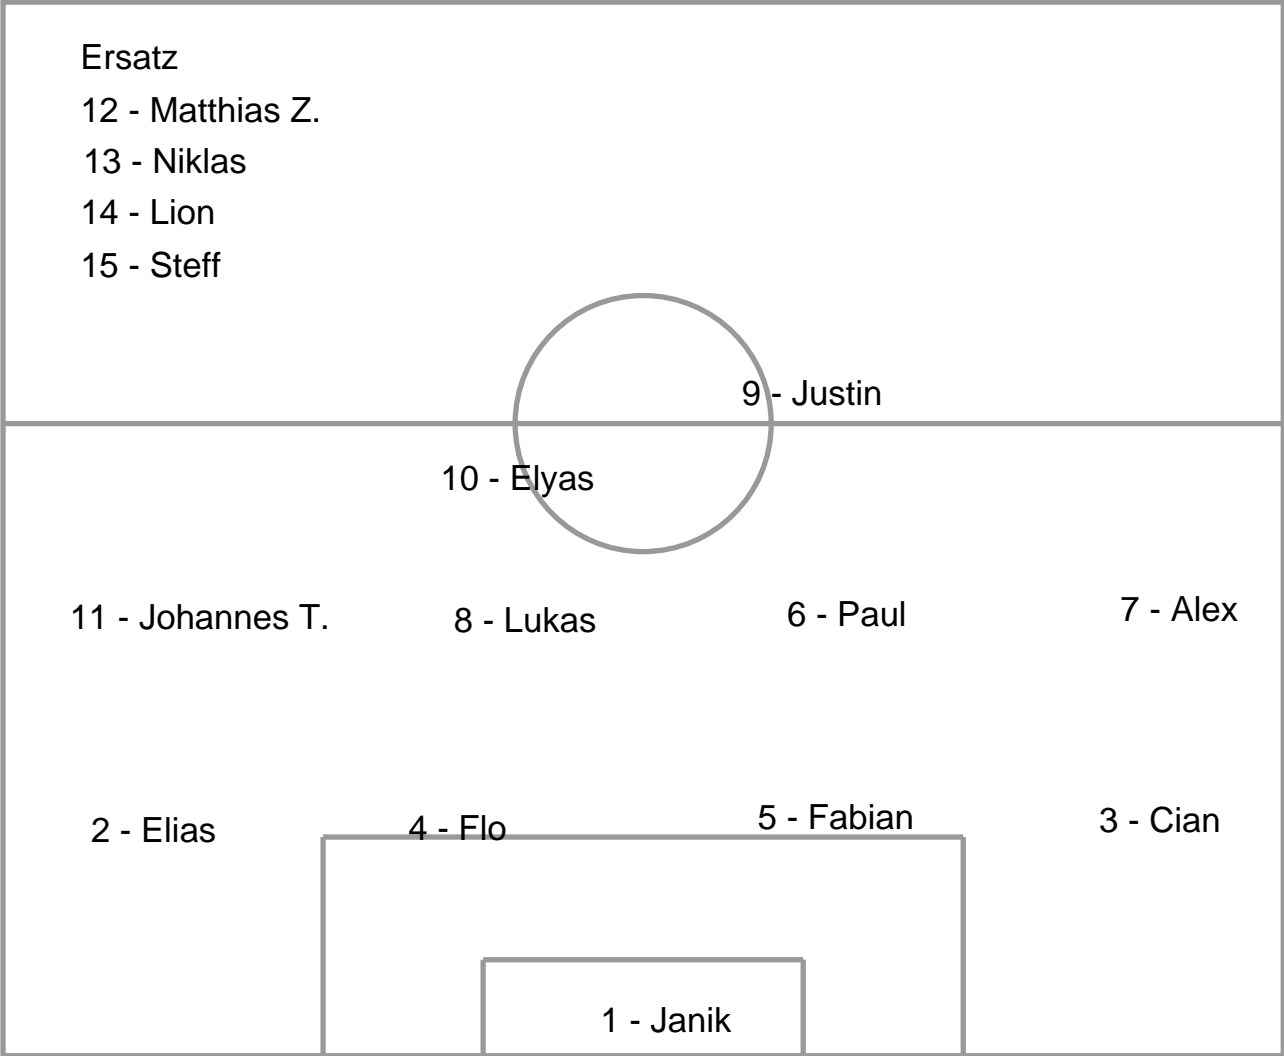 Ersatz
12 - Matthias Z.
13 - Niklas
14 - Lion
15 - Steff
9 - Justin
10 - Elyas
11 - Johannes T.
8 - Lukas
6 - Paul
7 - Alex
2 - Elias
4 - Flo
5 - Fabian
3 - Cian
1 - Janik